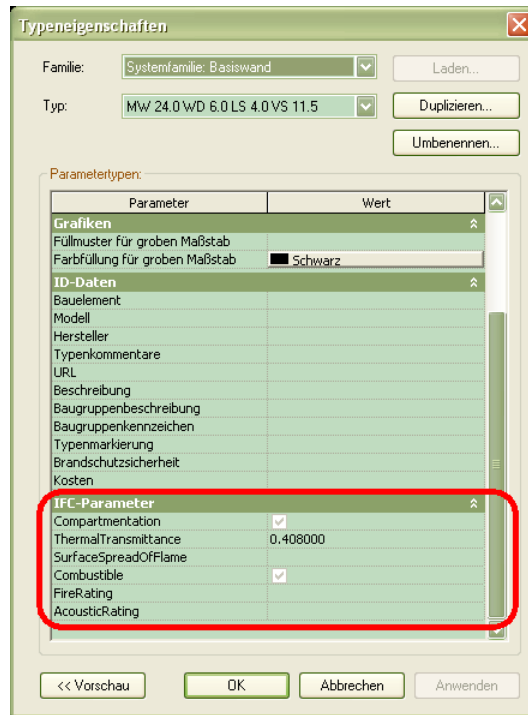 Typeneigenschaften
Familie: Systemfamilie: Basiswand Laden...
Typ: MW 24.0 WD 6.0 LS 4.0 VS 11.5 Duplizieren...
Umbenennen...
Parametertypen:
Parameter Wert
Grafiken
Füllmuster für groben Maßstab
Farbfüllung für groben Maßstab Schwarz
ID-Daten
Bauelement
Modell
Hersteller
Typenkommentare
URL
Beschreibung
Baugruppenbeschreibung
Baugruppenkennzeichen
Typenmarkierung
Brandschutzsicherheit
Kosten
IFC-Parameter
Compartmentation
ThermalTransmittance 0.408000
SurfaceSpreadOfFlame
Combustible
FireRating
AcousticRating
<< Vorschau OK Abbrechen Anwenden